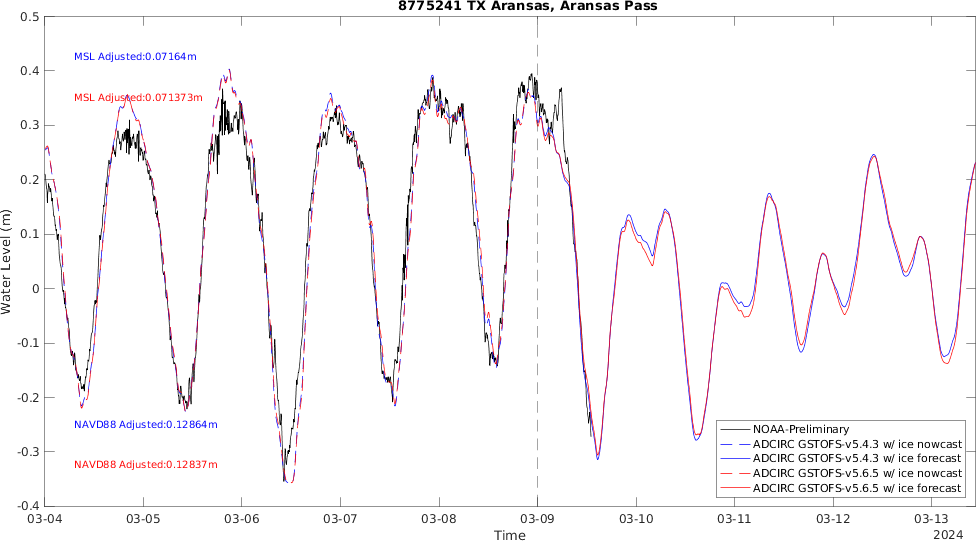 8775241 TX Aransas, Aransas Pass
0.5
0.4
0.3
0.2
0.1
0
-0.1
-0.2
-0.3
-0.4
Water Level (m)
MSL Adjusted:0.07164m
MSL Adjusted:0.071373m
NAVD88 Adjusted:0.12864m
NAVD88 Adjusted:0.12837m
NOAA-Preliminary
ADCIRC GSTOFS-v5.4.3 w/ ice nowcast
ADCIRC GSTOFS-v5.4.3 w/ ice forecast
ADCIRC GSTOFS-v5.6.5 w/ ice nowcast
ADCIRC GSTOFS-v5.6.5 w/ ice forecast
03-04 03-05 03-06 03-07 03-08 03-09 03-10 03-11 03-12 03-13
2024
Time